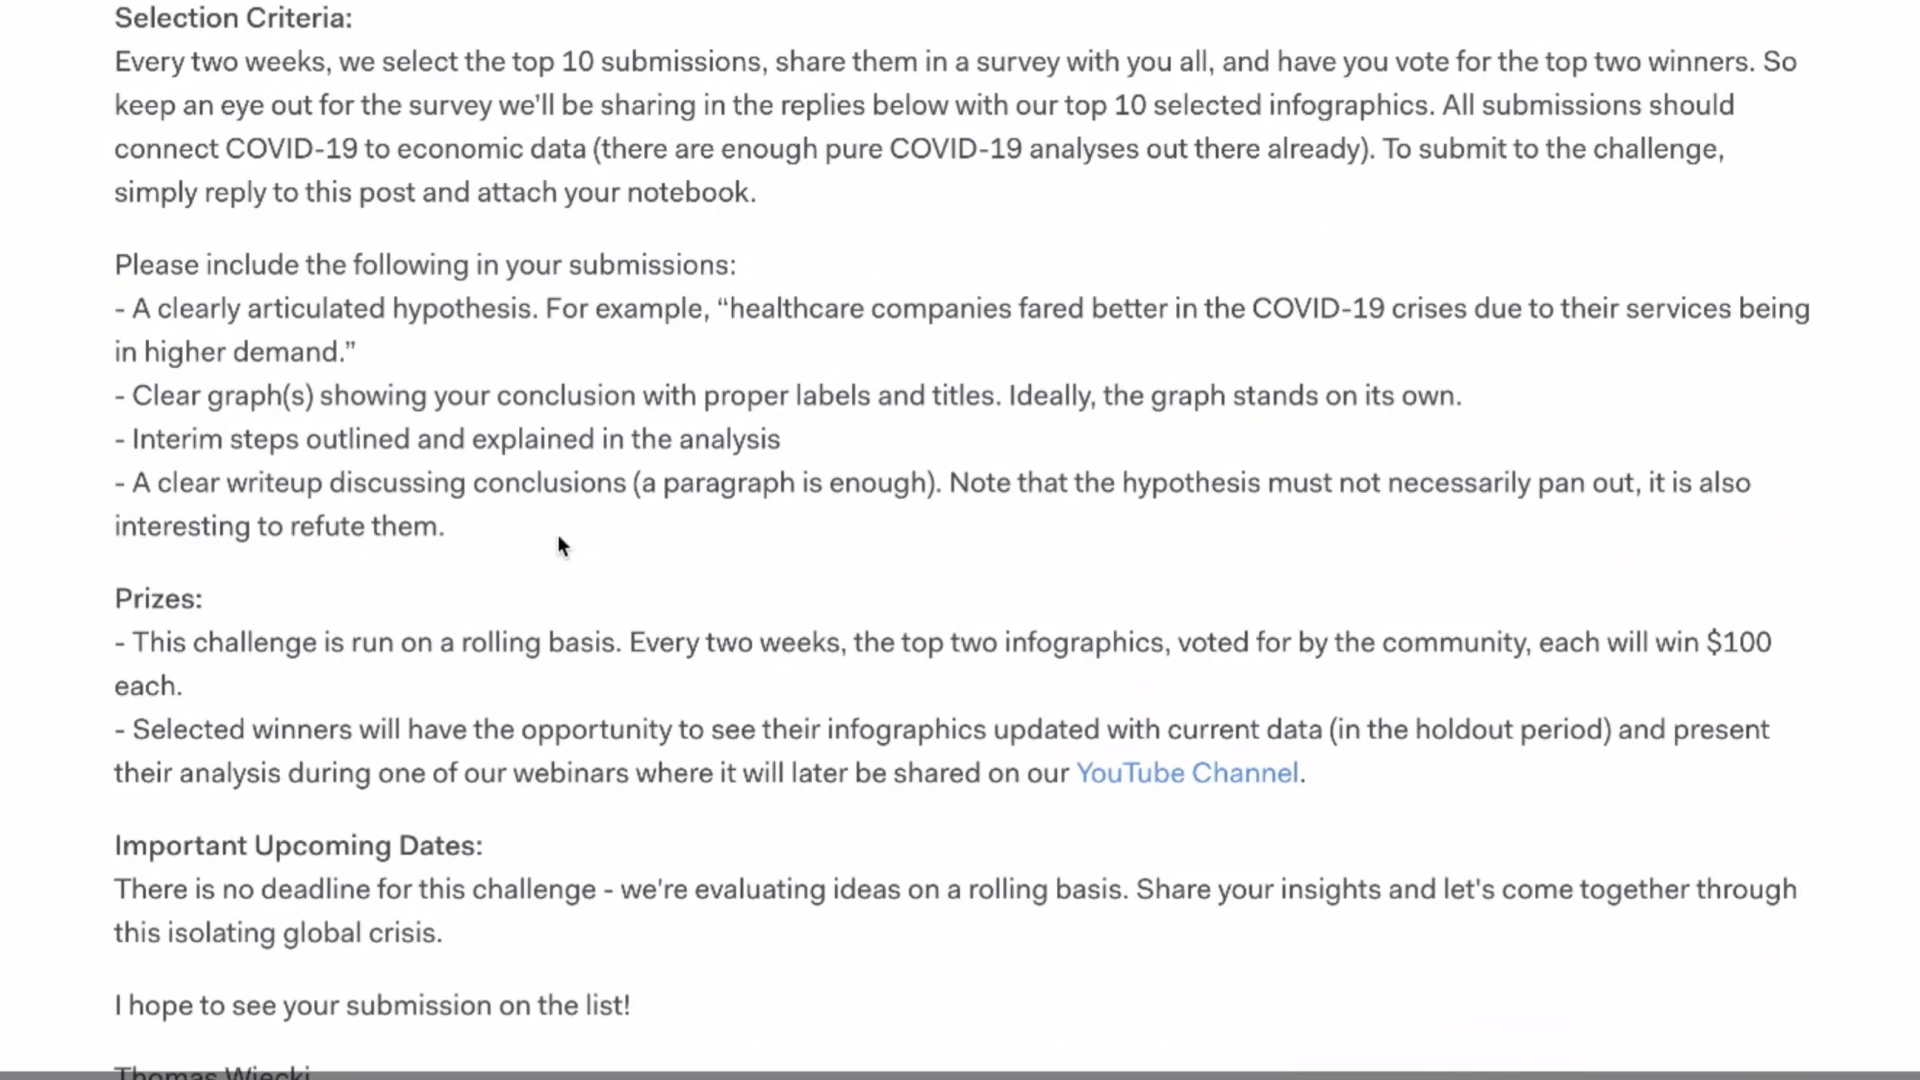 Selection Criteria:
Every two weeks, we select the top 10 submissions, share them in a survey with you all, and have you vote for the top two winners. So
keep an eye out for the survey we'll be sharing in the replies below with our top 10 selected infographics. All submissions should
connect COVID-19 to economic data (there are enough pure COVID-19 analyses out there already). To submit to the challenge,
simply reply to this post and attach your notebook.
Please include the following in your submissions:
- A clearly articulated hypothesis. For example, “healthcare companies fared better in the COVID-19 crises due to their services being
in higher demand.”
- Clear graph(s) showing your conclusion with proper labels and titles. Ideally, the graph stands on its own.
- Interim steps outlined and explained in the analysis
- A clear writeup discussing conclusions (a paragraph is enough). Note that the hypothesis must not necessarily pan out, it is also
interesting to refute them.
Prizes:
- This challenge is run on a rolling basis. Every two weeks, the top two infographics, voted for by the community, each will win $100
each.
- Selected winners will have the opportunity to see their infographics updated with current data (in the holdout period) and present
their analysis during one of our webinars where it will later be shared on our YouTube Channel.
Important Upcoming Dates:
There is no deadline for this challenge - we're evaluating ideas on a rolling basis. Share your insights and let's come together through
this isolating global crisis.
I hope to see your submission on the list!
Thomas Wiecki